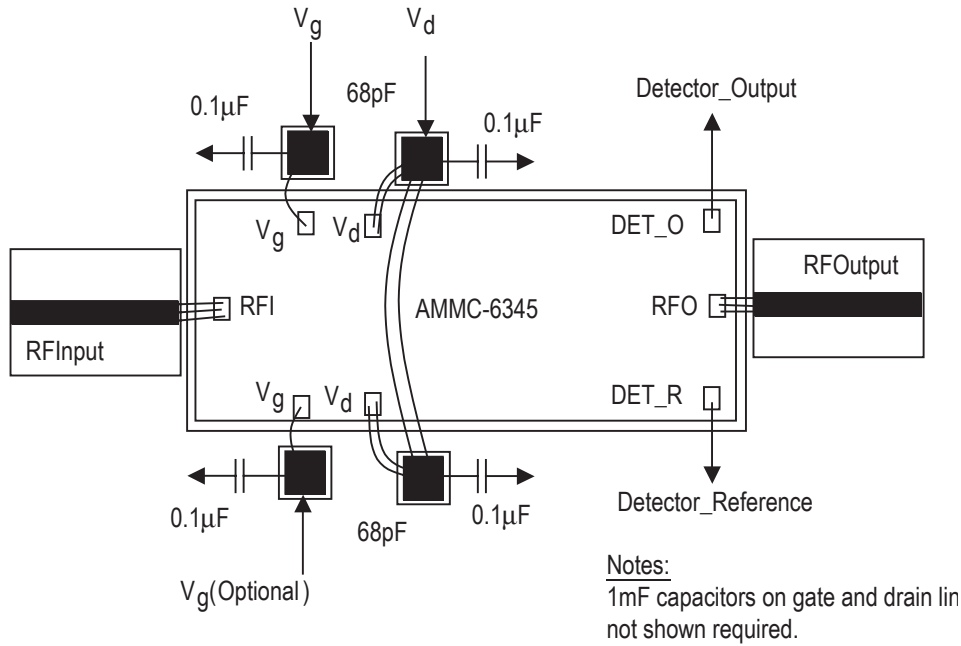 Vg
Vd
68pF
0.1µF
0.1µF
Detector_Output
Vg
Vd
DET_O
RFOutput
RFI
AMMC-6345
RFO
RFInput
Vg
Vd
DET_R
0.1µF
68pF
0.1µF
Detector_Reference
Vg(Optional)
Notes:
1mF capacitors on gate and drain lin
not shown required.